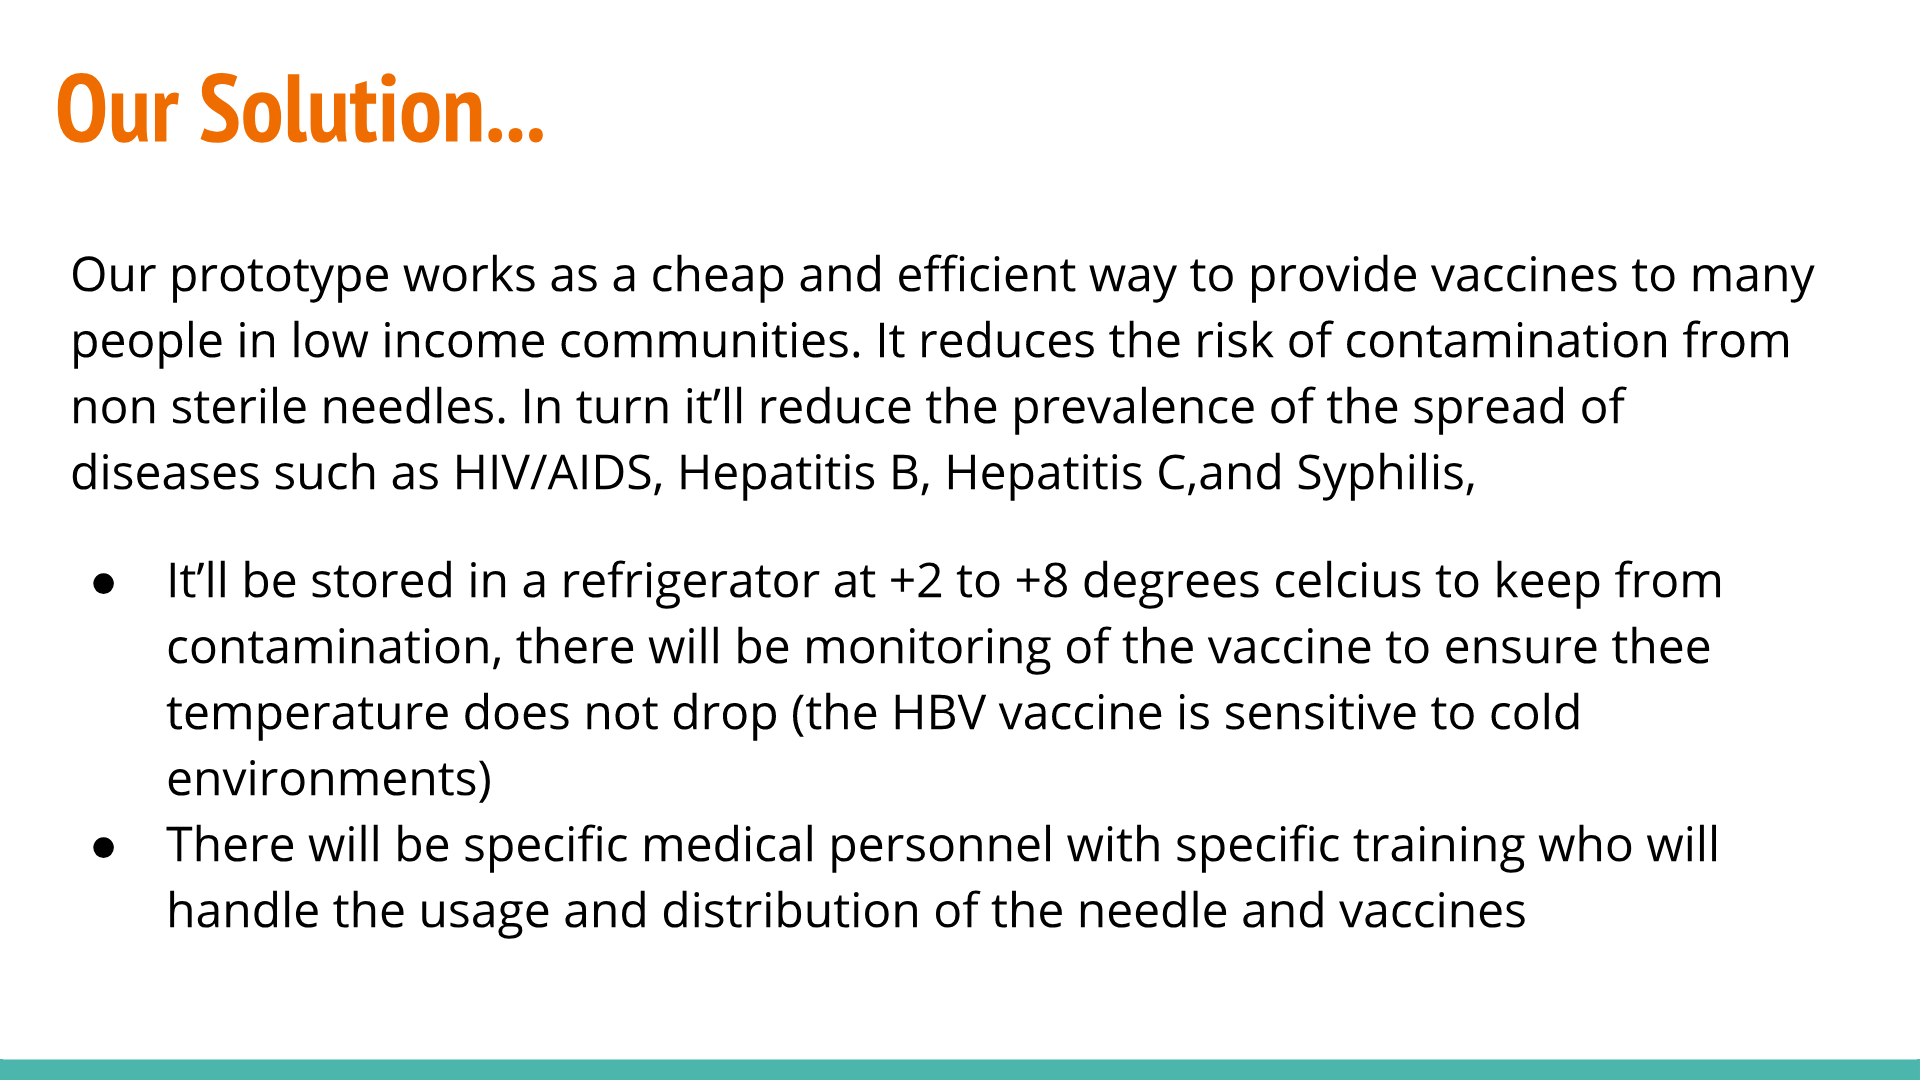 Our Solution...
Our prototype works as a cheap and efficient way to provide vaccines to many
people in low income communities. It reduces the risk of contamination from
non sterile needles. In turn it’ll reduce the prevalence of the spread of
diseases such as HIV/AIDS, Hepatitis B, Hepatitis C,and Syphilis,
● It’ll be stored in a refrigerator at +2 to +8 degrees celcius to keep from
contamination, there will be monitoring of the vaccine to ensure thee
temperature does not drop (the HBV vaccine is sensitive to cold
environments)
● There will be specific medical personnel with specific training who will
handle the usage and distribution of the needle and vaccines